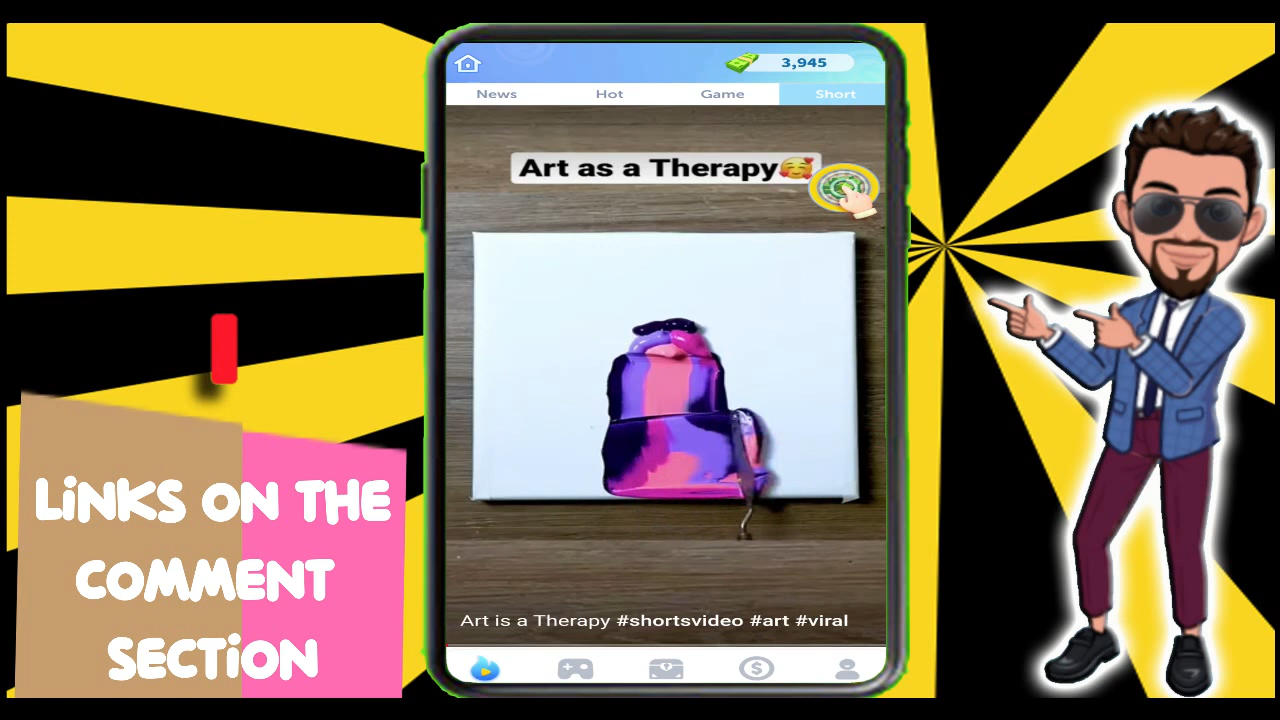 3,945
News Hot Game Short
Art as a Therapy🥰
Art is a Therapy #shortsvideo #art #viral
LiNKS ON THE
COMMENT
SECTiON